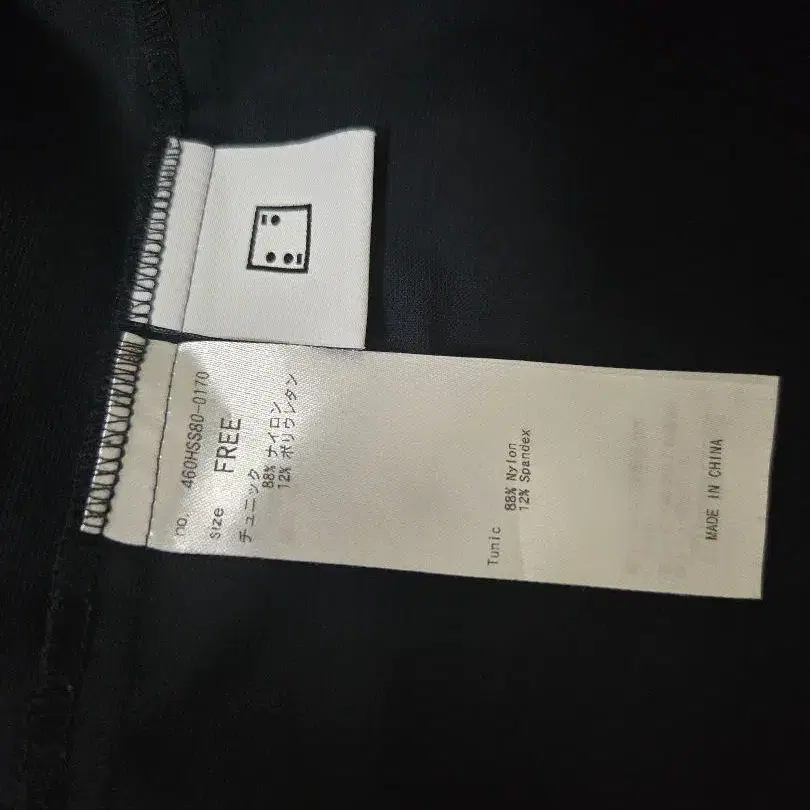 no. 460HSS80-0170
Size FREE
チュニック
88% ナイロン
12% ポリウレタン
Tunic
88% Nylon
12% Spandex
MADE IN CHINA